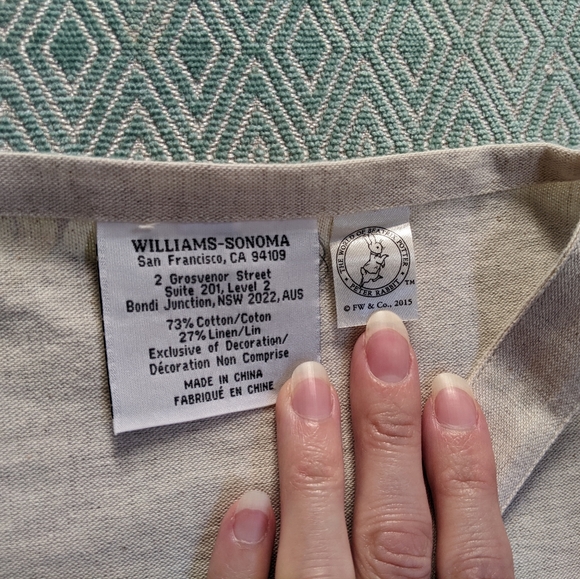 WILLIAMS-SONOMA
San Francisco, CA 94109
2 Grosvenor Street
Suite 201, Level 2
Bondi Junction, NSW 2022, AUS
73% Cotton/Coton
27% Linen/Lin
Exclusive of Decoration/
Décoration Non Comprise
MADE IN CHINA
FABRIQUÉ EN CHINE
THE WORLD OF BEATRIX POTTER
PETER RABBIT
TM
© FW & Co., 2015